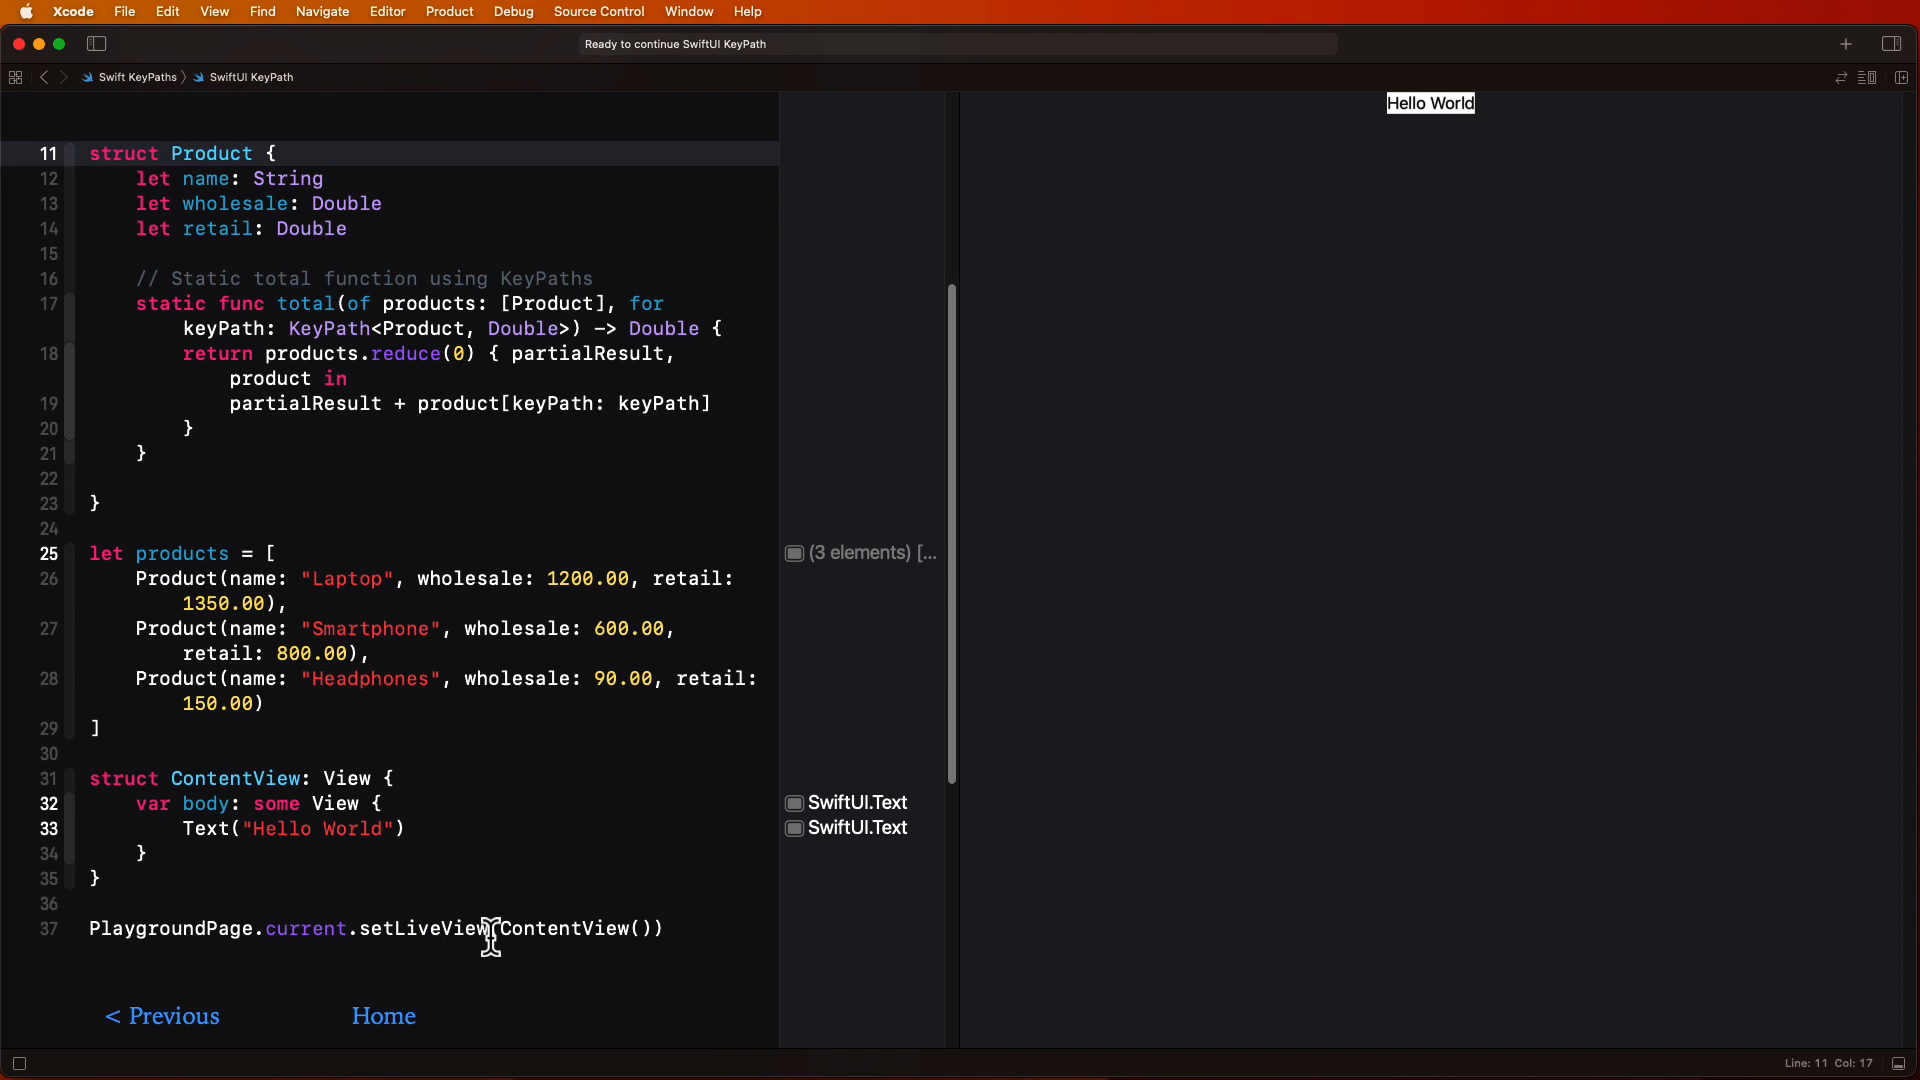 Xcode File Edit View Find Navigate Editor Product Debug Source Control Window Help
Ready to continue SwiftUI KeyPath
Swift KeyPaths SwiftUI KeyPath
Hello World
11 struct Product {
12 let name: String
13 let wholesale: Double
14 let retail: Double
15
16 // Static total function using KeyPaths
17 static func total(of products: [Product], for
keyPath: KeyPath<Product, Double>) -> Double {
18 return products.reduce(0) { partialResult,
product in
19 partialResult + product[keyPath: keyPath]
20 }
21 }
22
23 }
24
25 let products = [ (3 elements) [...
26 Product(name: "Laptop", wholesale: 1200.00, retail:
1350.00),
27 Product(name: "Smartphone", wholesale: 600.00,
retail: 800.00),
28 Product(name: "Headphones", wholesale: 90.00, retail:
150.00)
29 ]
30
31 struct ContentView: View {
32 var body: some View { SwiftUI.Text
33 Text("Hello World") SwiftUI.Text
34 }
35 }
36
37 PlaygroundPage.current.setLiveView(ContentView())
< Previous Home
Line: 11 Col: 17